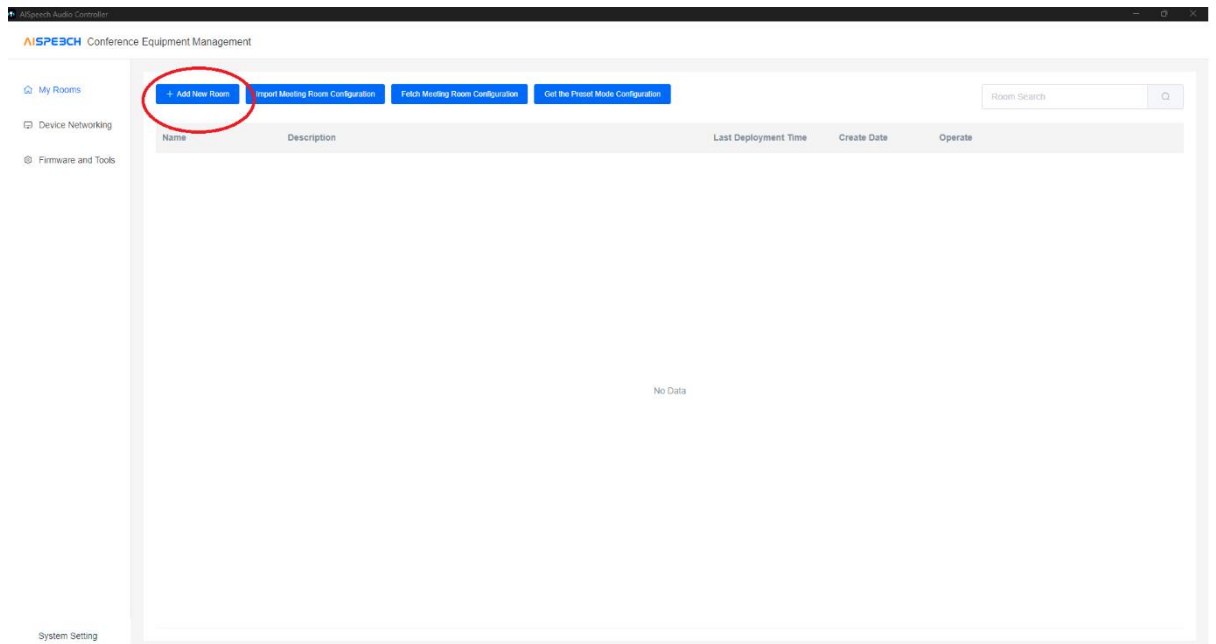 AISpeech Audio Controller
AISPEECH Conference Equipment Management
My Rooms
Device Networking
Firmware and Tools
+ Add New Room
Import Meeting Room Configuration
Fetch Meeting Room Configuration
Get the Preset Mode Configuration
Room Search
Name Description Last Deployment Time Create Date Operate
No Data
System Setting